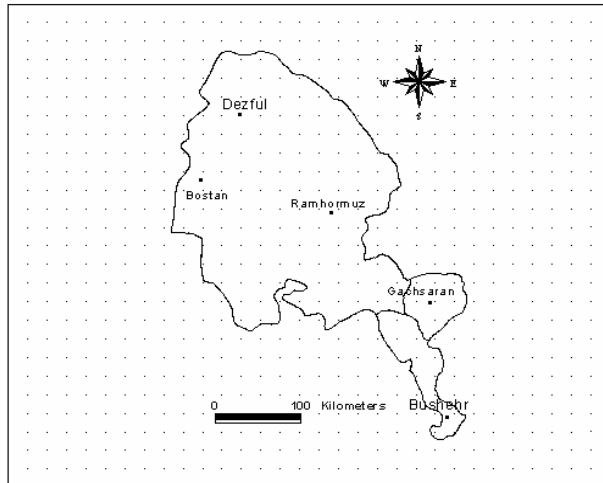 N
W E
S
Dezful
Bostan
Ramhormuz
Gachsaran
0 100 Kilometers
Bushehr